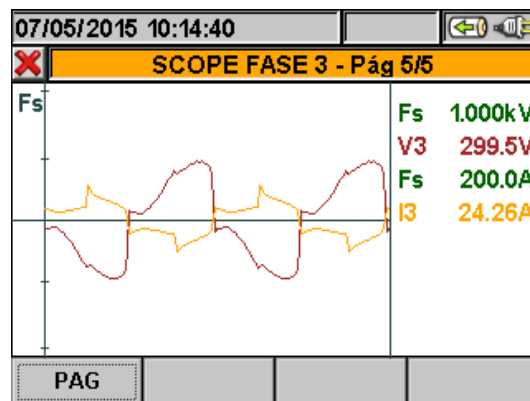 07/05/2015 10:14:40
SCOPE FASE 3 - Pág 5/5
Fs
Fs 1.000kV
V3 299.5V
Fs 200.0A
I3 24.26A
PAG